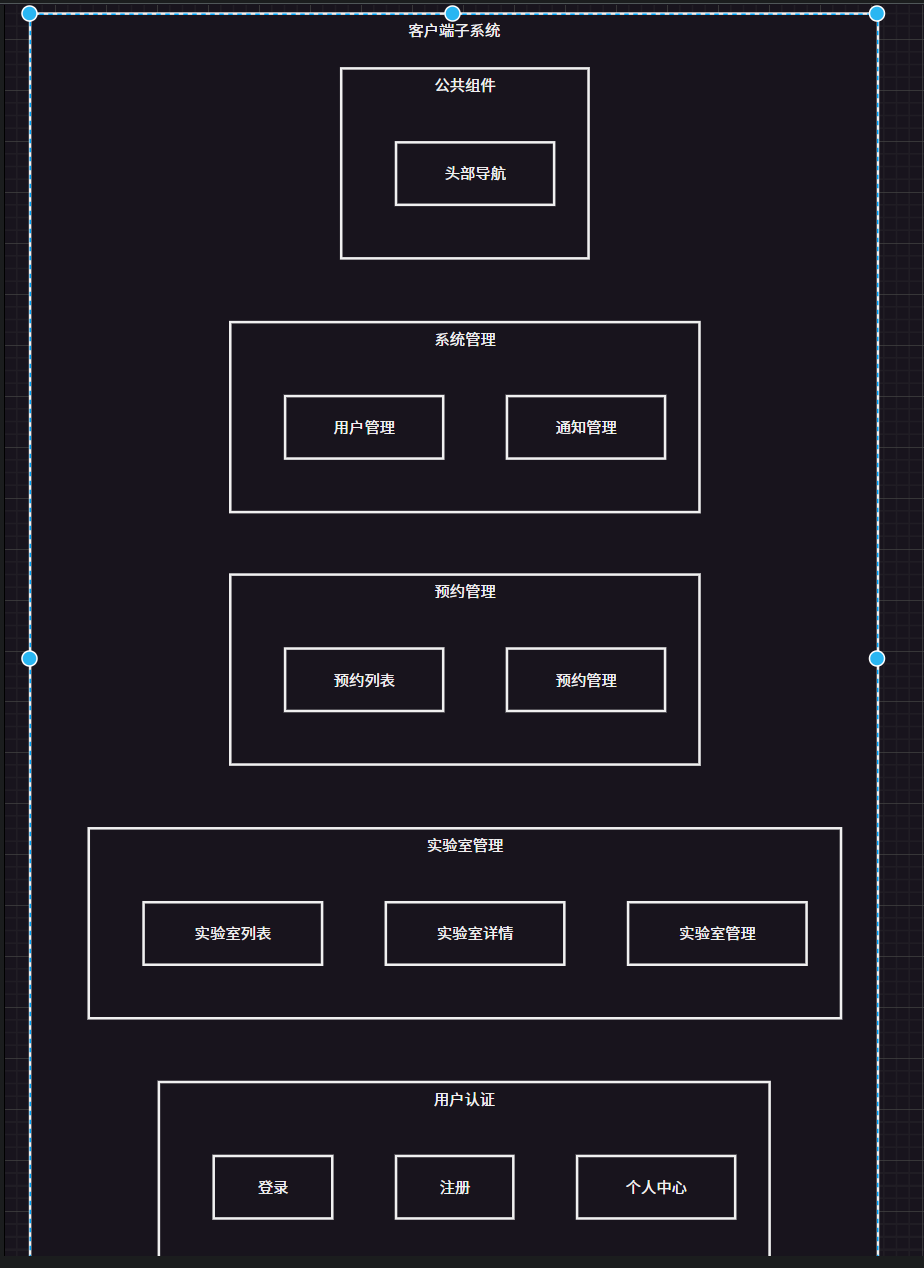 客户端子系统
公共组件
头部导航
系统管理
用户管理
通知管理
预约管理
预约列表
预约管理
实验室管理
实验室列表
实验室详情
实验室管理
用户认证
登录
注册
个人中心